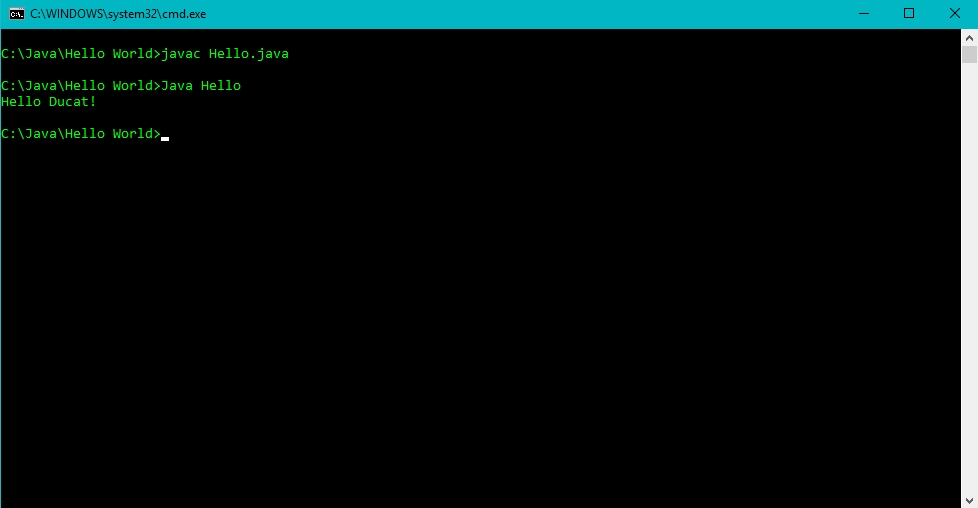 C:\WINDOWS\system32\cmd.exe
C:\Java\Hello World>javac Hello.java
C:\Java\Hello World>Java Hello
Hello Ducat!
C:\Java\Hello World>